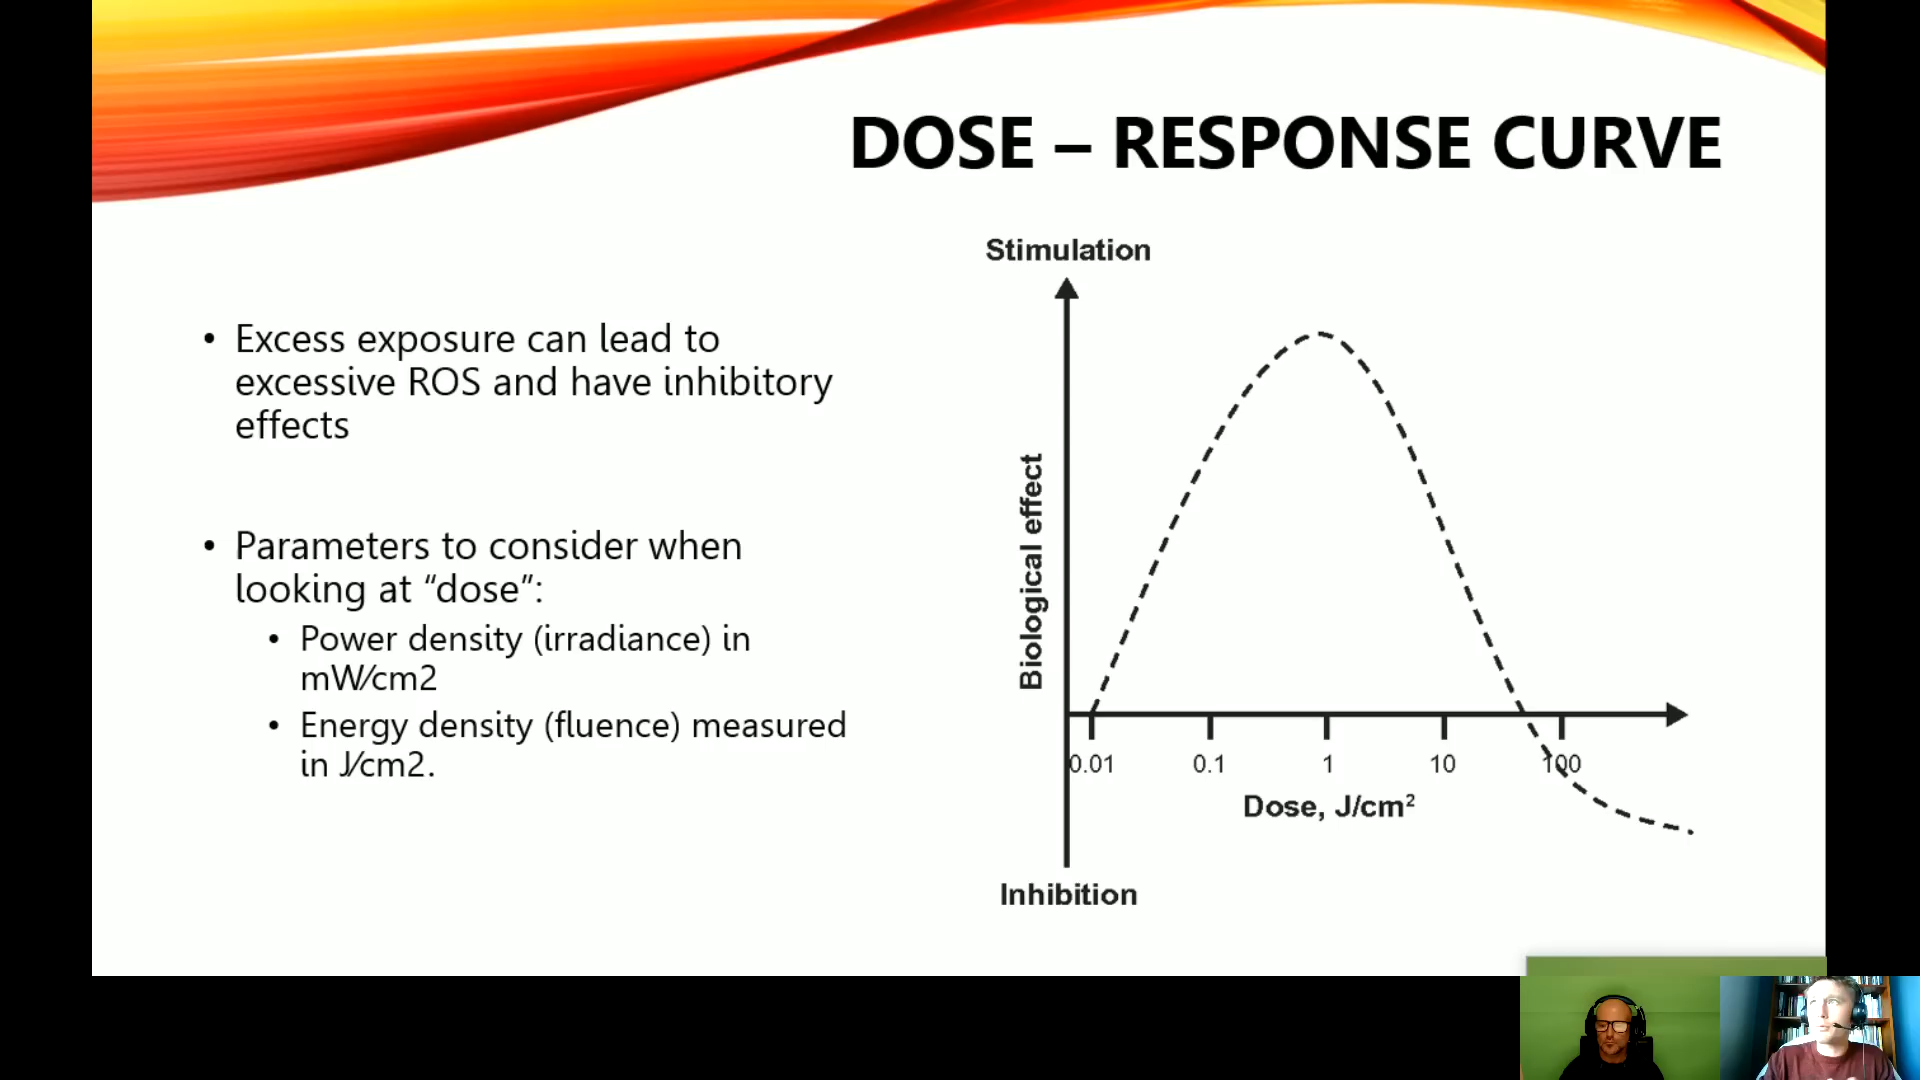 DOSE – RESPONSE CURVE
• Excess exposure can lead to
excessive ROS and have inhibitory
effects
• Parameters to consider when
looking at “dose”:
• Power density (irradiance) in
mW/cm2
• Energy density (fluence) measured
in J/cm2.
Stimulation
Biological effect
0.01 0.1 1 10 100
Dose, J/cm²
Inhibition